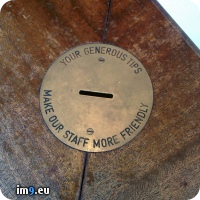 YOUR GENEROUS TIPS
MAKE OUR STAFF MORE FRIENDLY
im9.eu